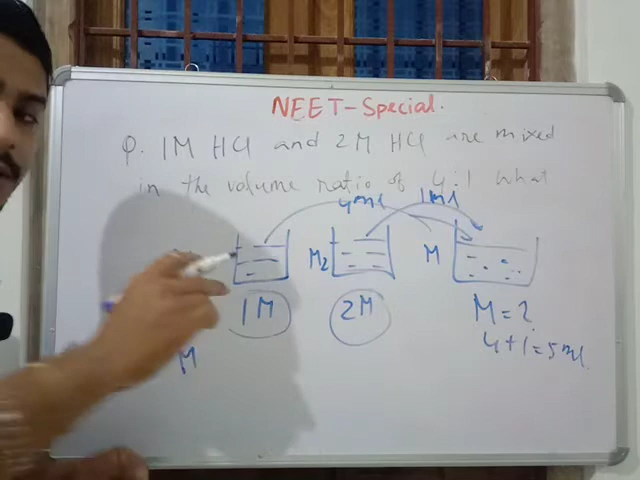 NEET-Special.
Q. 1M HCl and 2M HCl are mixed
in the volume ratio of 4:1 what
4ml 1ml
M2 M
1M 2M M=?
4+1=5ml.
M